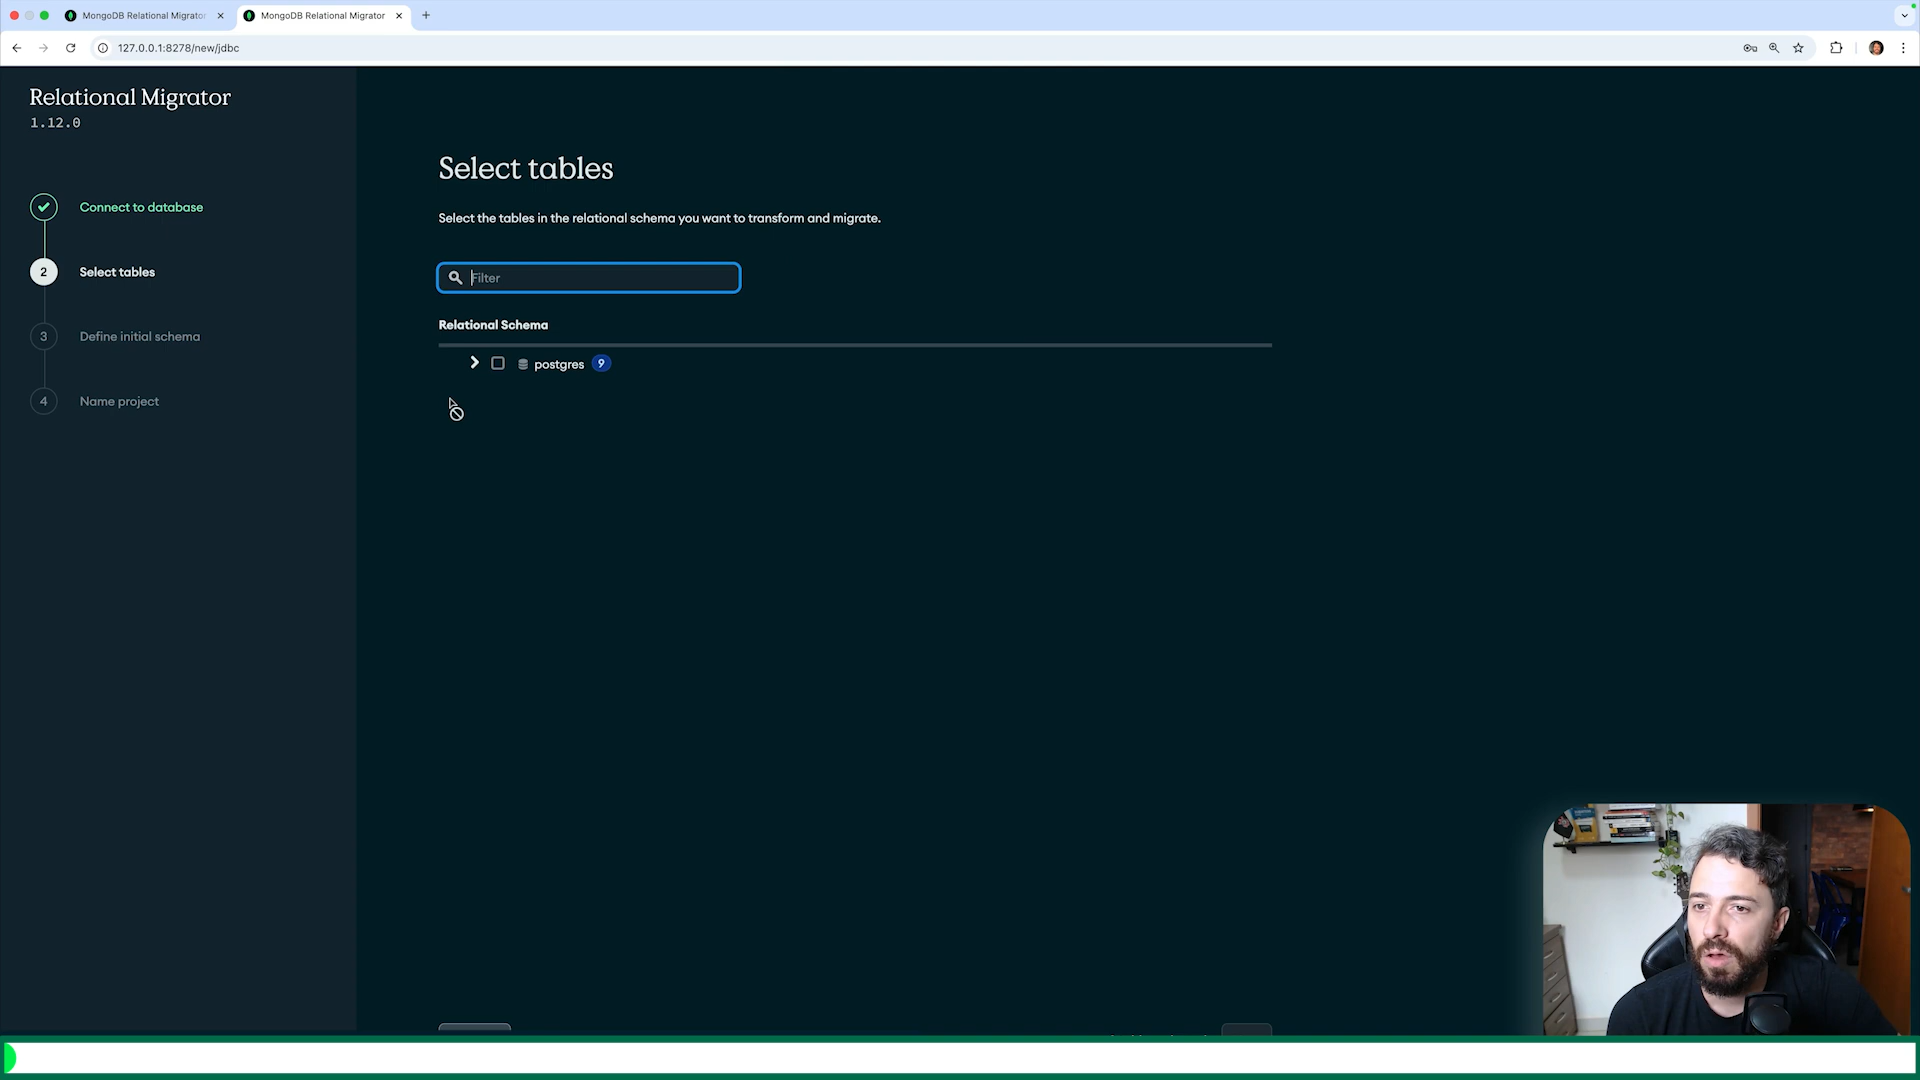 MongoDB Relational Migrator
MongoDB Relational Migrator
127.0.0.1:8278/new/jdbc
Relational Migrator
1.12.0
Connect to database
2
Select tables
3
Define initial schema
4
Name project
Select tables
Select the tables in the relational schema you want to transform and migrate.
Filter
Relational Schema
postgres 9